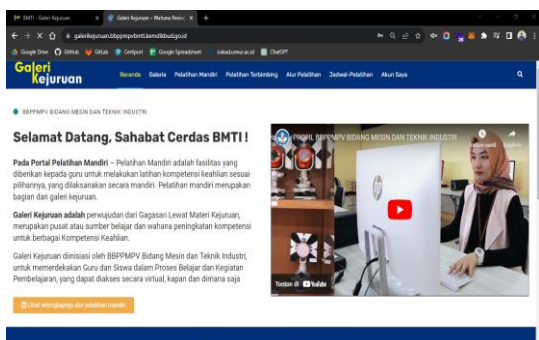 BMTI - Galeri Kejuruan
Galeri Kejuruan – Wahana Pening
galerikejuruan.bbppmpvbmti.kemdikbud.go.id
Google Drive GitHub GitLab Certiport Google Spreadsheet ChatGPT
Galeri
Kejuruan
Beranda Galeria Pelatihan Mandiri Pelatihan Terbimbing Alur Pelatihan Jadwal-Pelatihan Akun Saya
BBPPMPV BIDANG MESIN DAN TEKNIK INDUSTRI
Selamat Datang, Sahabat Cerdas BMTI !
Pada Portal Pelatihan Mandiri – Pelatihan Mandiri adalah fasilitas yang
diberikan kepada guru untuk melakukan latihan kompetensi keahlian sesuai
pilihannya, yang dilaksanakan secara mandiri. Pelatihan mandiri merupakan
bagian dari galeri kejuruan.
Galeri Kejuruan adalah perwujudan dari Gagasan Lewat Materi Kejuruan,
merupakan pusat atau sumber belajar dan wahana peningkatan kompetensi
untuk berbagai Kompetensi Keahlian.
Galeri Kejuruan diinisiasi oleh BBPPMPV Bidang Mesin dan Teknik Industri,
untuk memerdekakan Guru dan Siswa dalam Proses Belajar dan Kegiatan
Pembelajaran, yang dapat diakses secara virtual, kapan dan dimana saja
Lihat selengkapnya alur pelatihan mandiri
PROFIL BBPPMPV BIDANG MESIN DAN TEKNIK INDUSTRI
Tonton nanti Bagikan
Tonton di YouTube